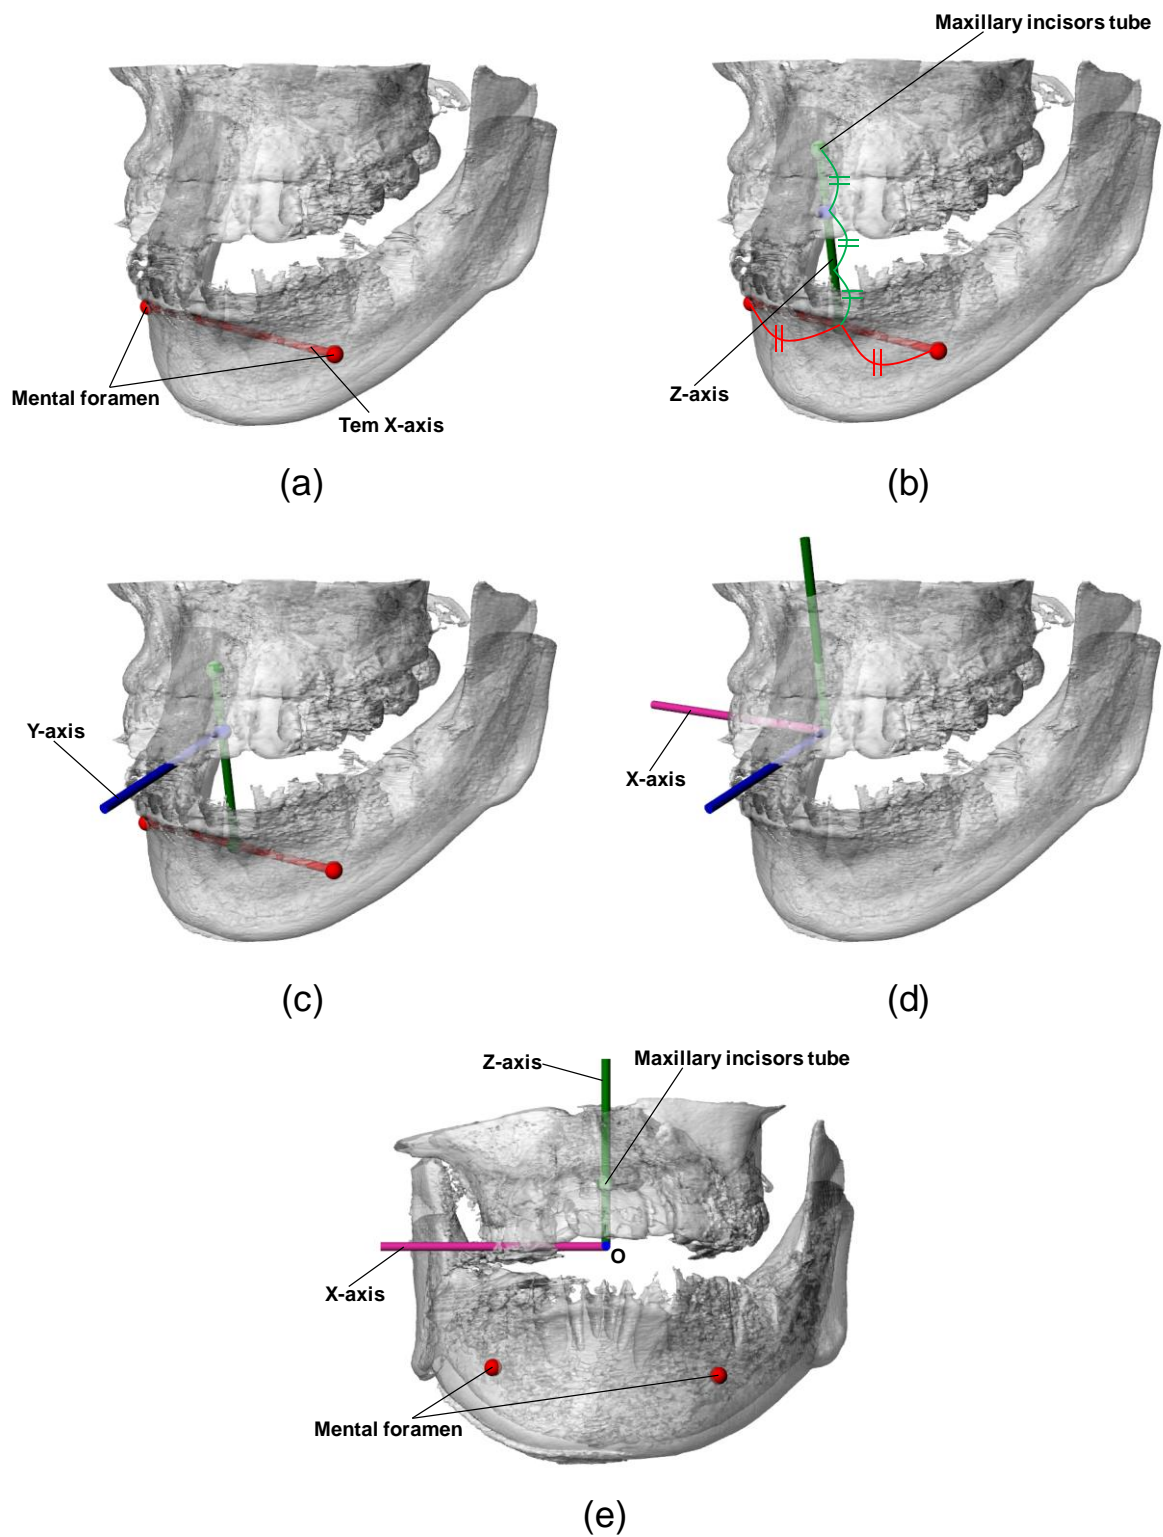 Maxillary incisors tube
Mental foramen
Tem X-axis
Z-axis
(a)
(b)
Y-axis
X-axis
(c)
(d)
Z-axis
Maxillary incisors tube
O
X-axis
Mental foramen
(e)